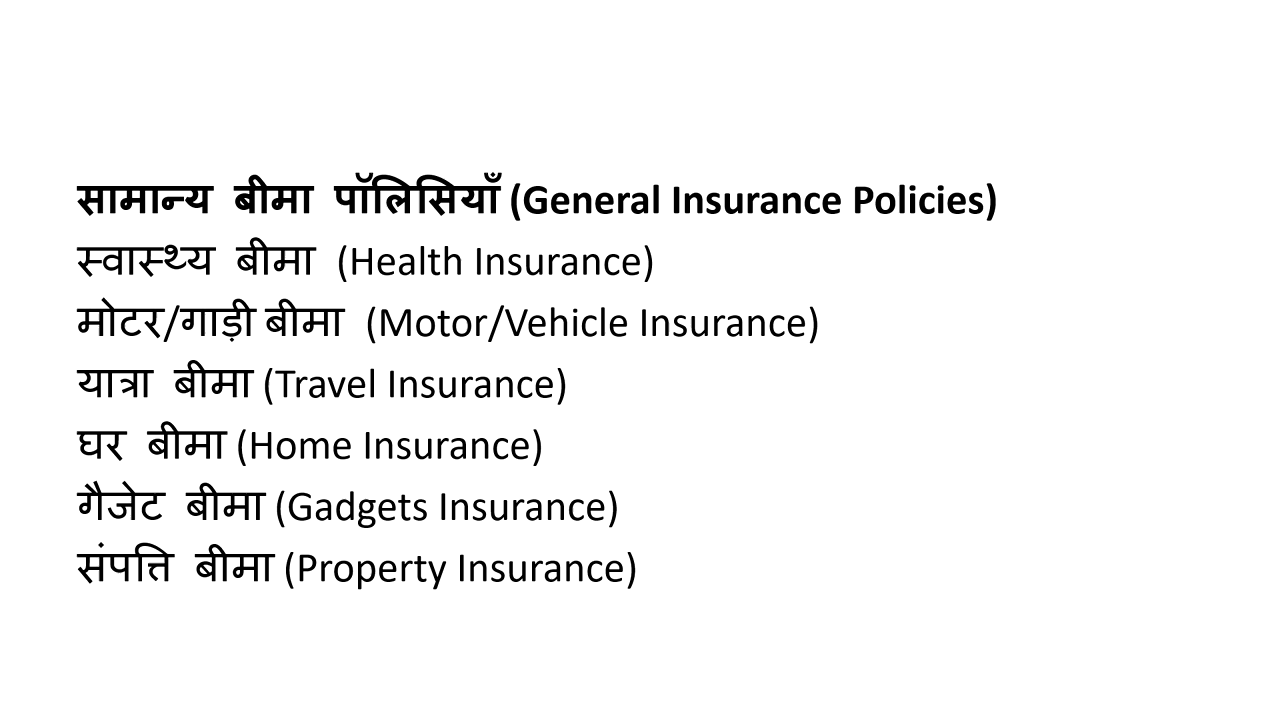 सामान्य बीमा पॉलिसियाँ (General Insurance Policies)
स्वास्थ्य बीमा (Health Insurance)
मोटर/गाड़ी बीमा (Motor/Vehicle Insurance)
यात्रा बीमा (Travel Insurance)
घर बीमा (Home Insurance)
गैजेट बीमा (Gadgets Insurance)
संपत्ति बीमा (Property Insurance)